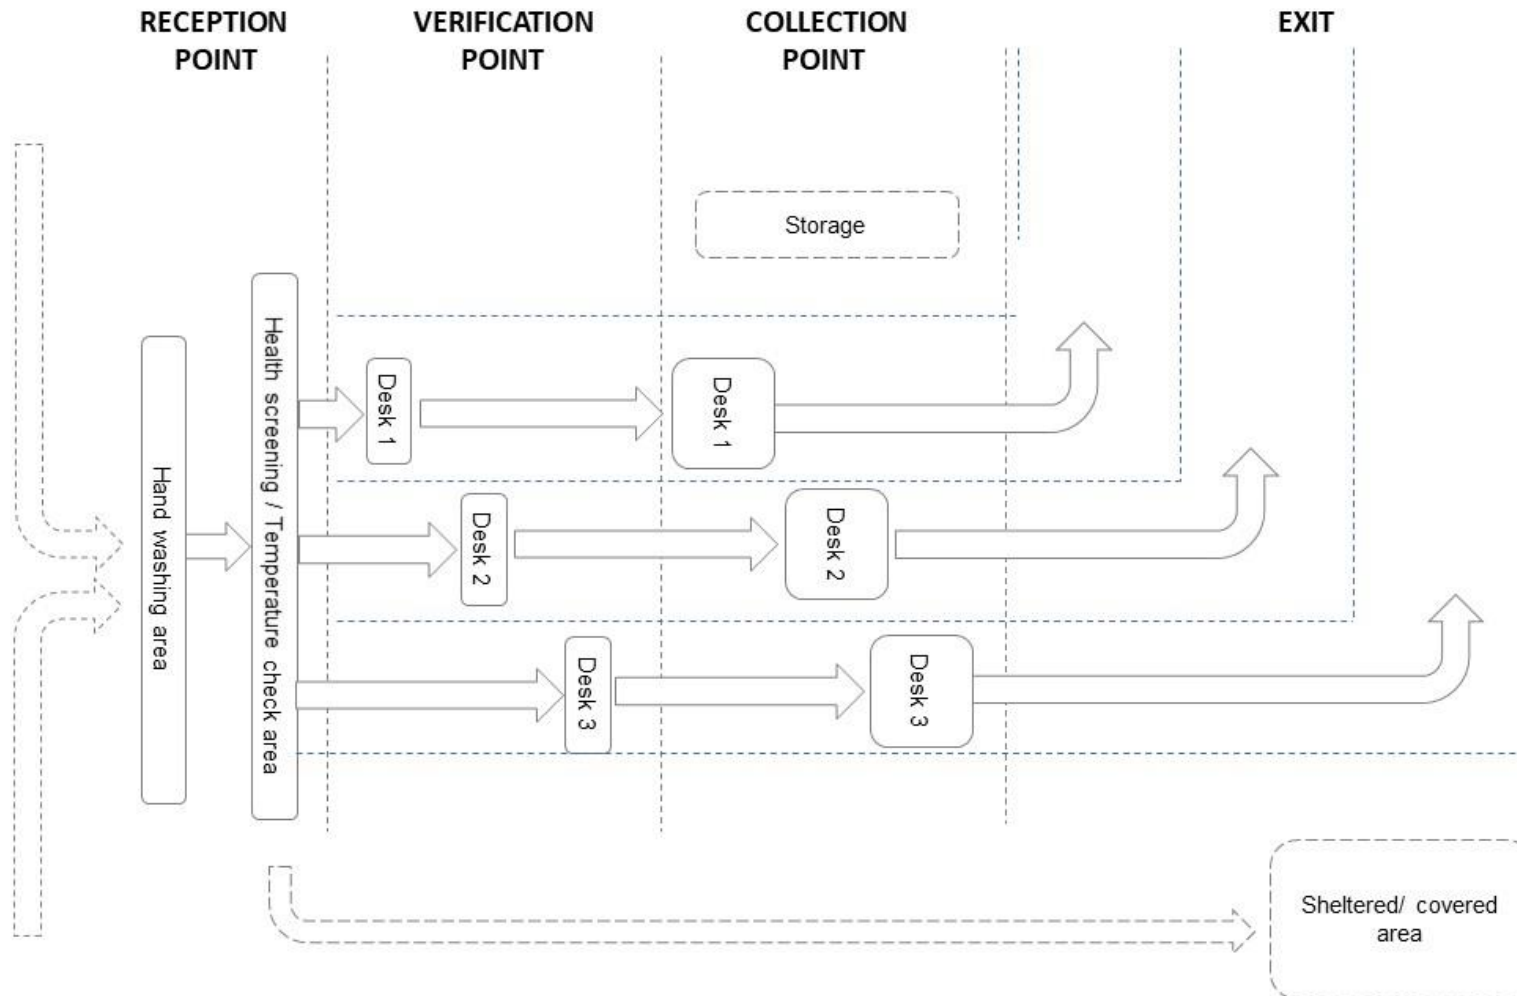 RECEPTION
POINT
VERIFICATION
POINT
COLLECTION
POINT
EXIT
Storage
Hand washing area
Health screening / Temperature check area
Desk 1
Desk 1
Desk 2
Desk 2
Desk 3
Desk 3
Sheltered/ covered
area